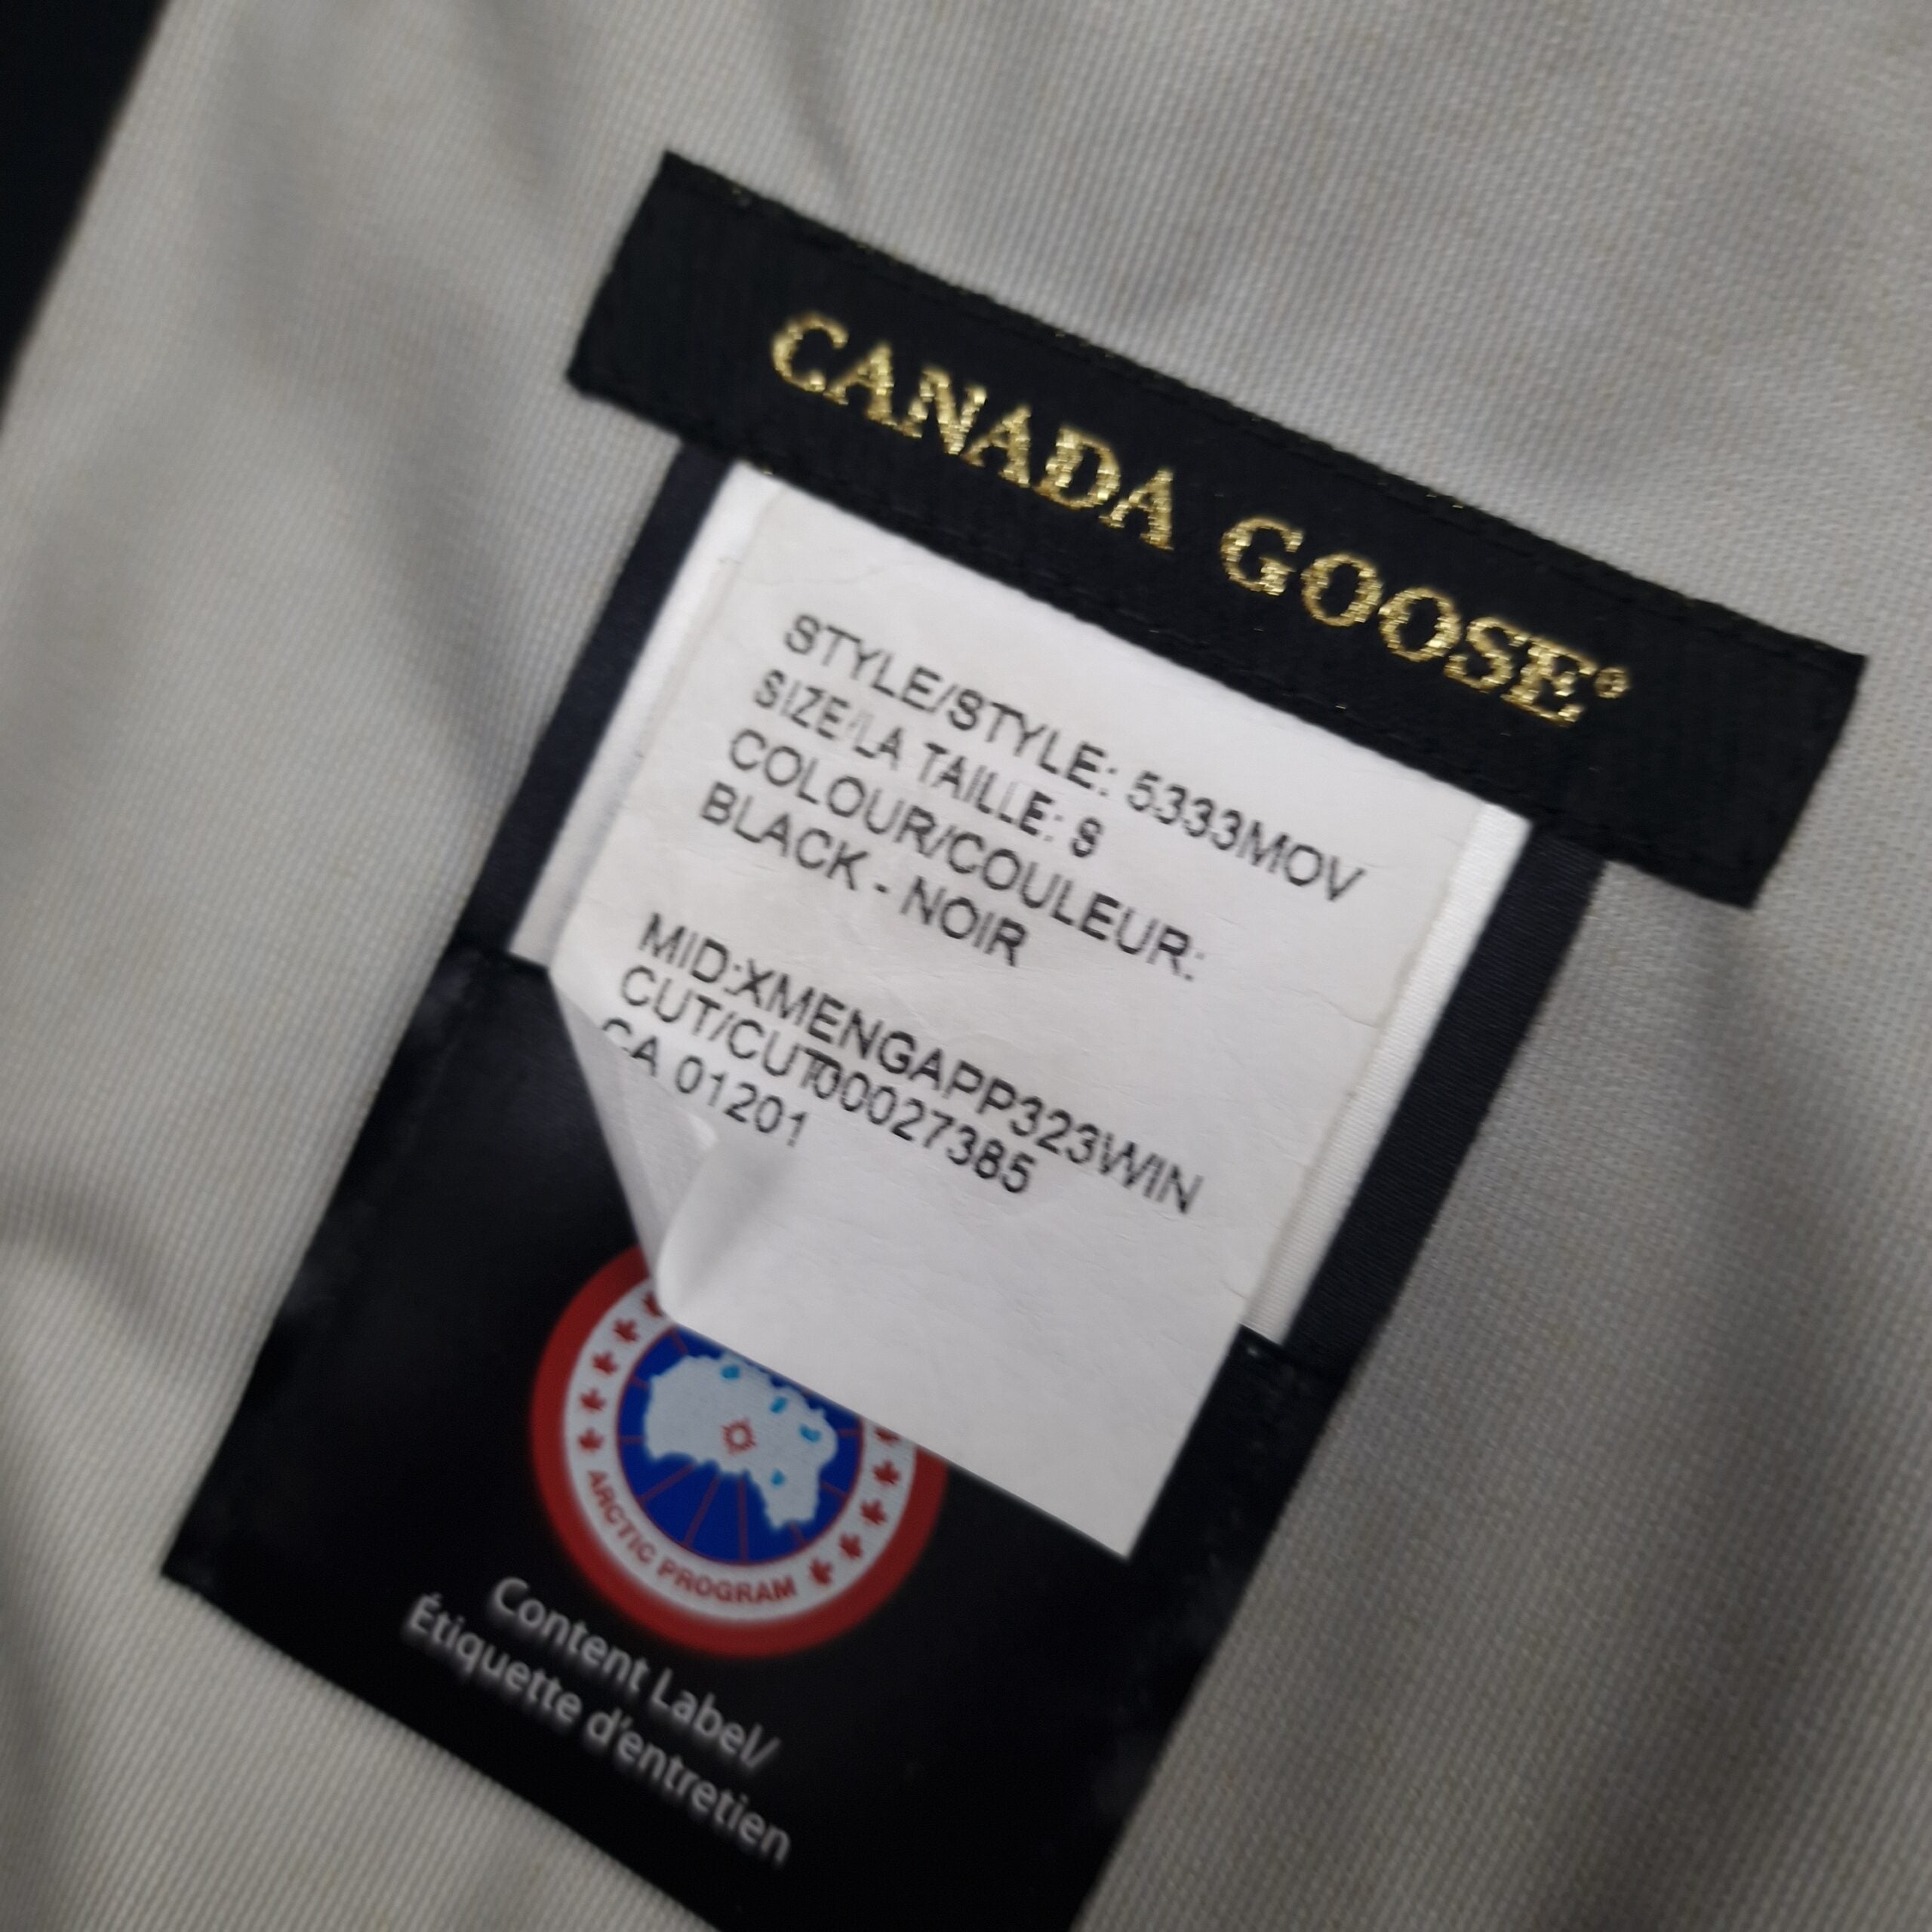 CANADA GOOSE®
STYLE/STYLE: 5333MOV
SIZE/LA TAILLE: S
COLOUR/COULEUR:
BLACK - NOIR
MID:XMENGAPP323WIN
CUT/CUT00027385
CA 01201
ARCTIC PROGRAM
Content Label/
Étiquette d'entretien